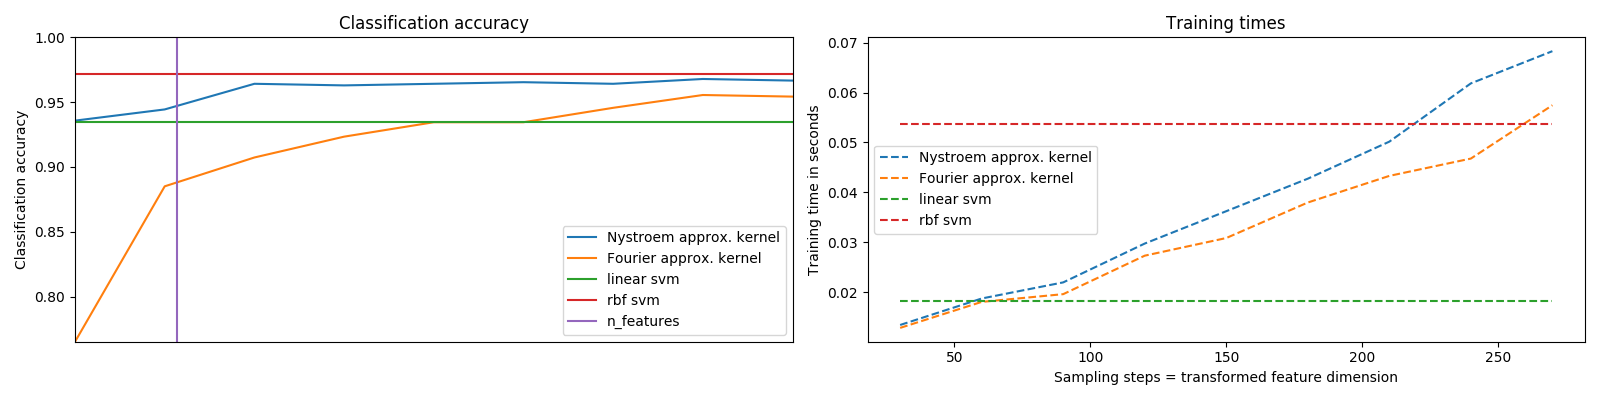 Classification accuracy
Classification accuracy
1.00
0.95
0.90
0.85
0.80
Nystroem approx. kernel
Fourier approx. kernel
linear svm
rbf svm
n_features
Training times
Training time in seconds
0.07
0.06
0.05
0.04
0.03
0.02
Nystroem approx. kernel
Fourier approx. kernel
linear svm
rbf svm
50 100 150 200 250
Sampling steps = transformed feature dimension